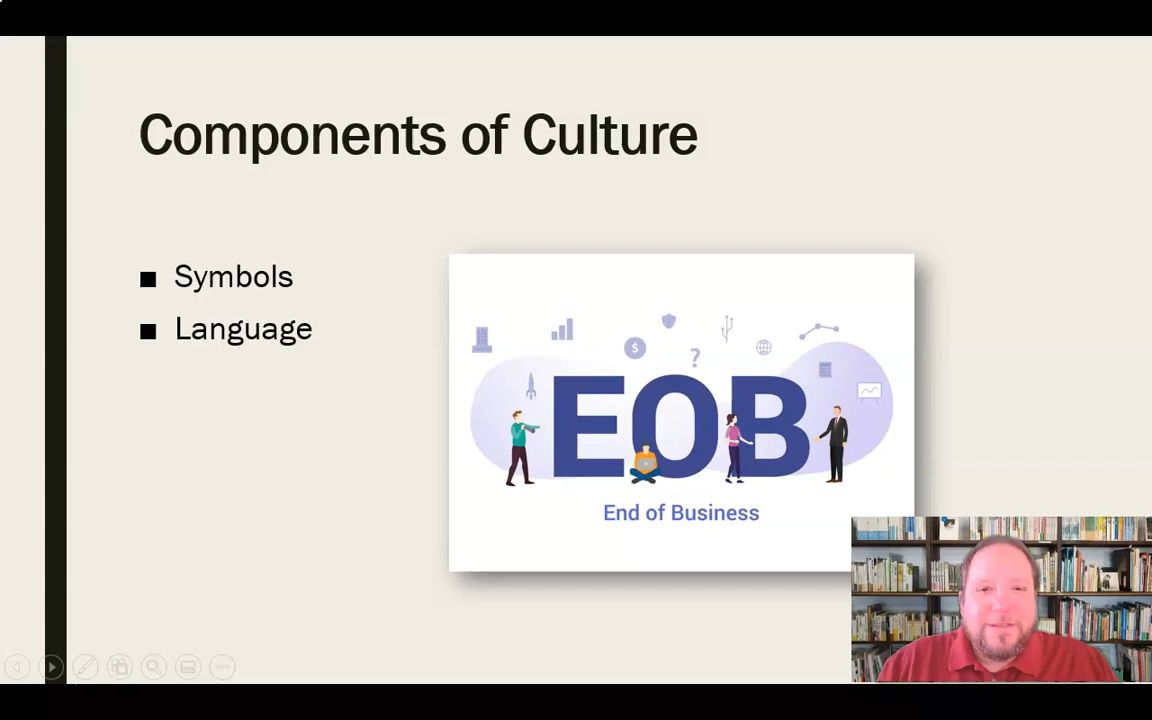 Components of Culture
Symbols
Language
EOB
End of Business